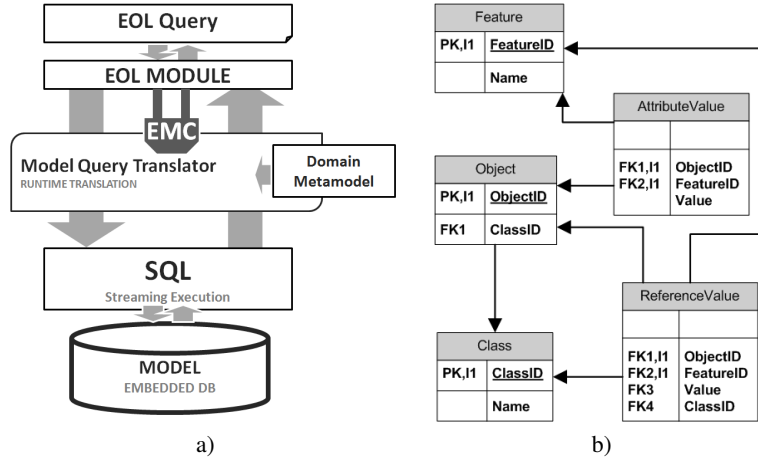 EOL Query
EOL MODULE
EMC
Model Query Translator
RUNTIME TRANSLATION
Domain
Metamodel
SQL
Streaming Execution
MODEL
EMBEDDED DB
a)
Feature
PK,I1 FeatureID
Name
AttributeValue
FK1,I1 ObjectID
FK2,I1 FeatureID
Value
Object
PK,I1 ObjectID
FK1 ClassID
ReferenceValue
FK1,I1 ObjectID
FK2,I1 FeatureID
FK3 Value
FK4 ClassID
Class
PK,I1 ClassID
Name
b)